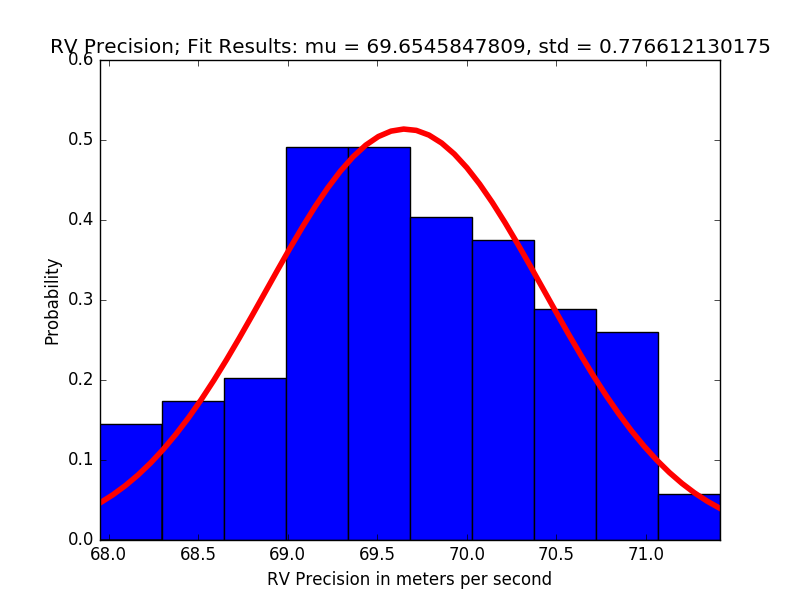 RV Precision; Fit Results: mu = 69.6545847809, std = 0.776612130175
0.6
0.5
0.4
0.3
0.2
0.1
0.0
Probability
68.0 68.5 69.0 69.5 70.0 70.5 71.0
RV Precision in meters per second